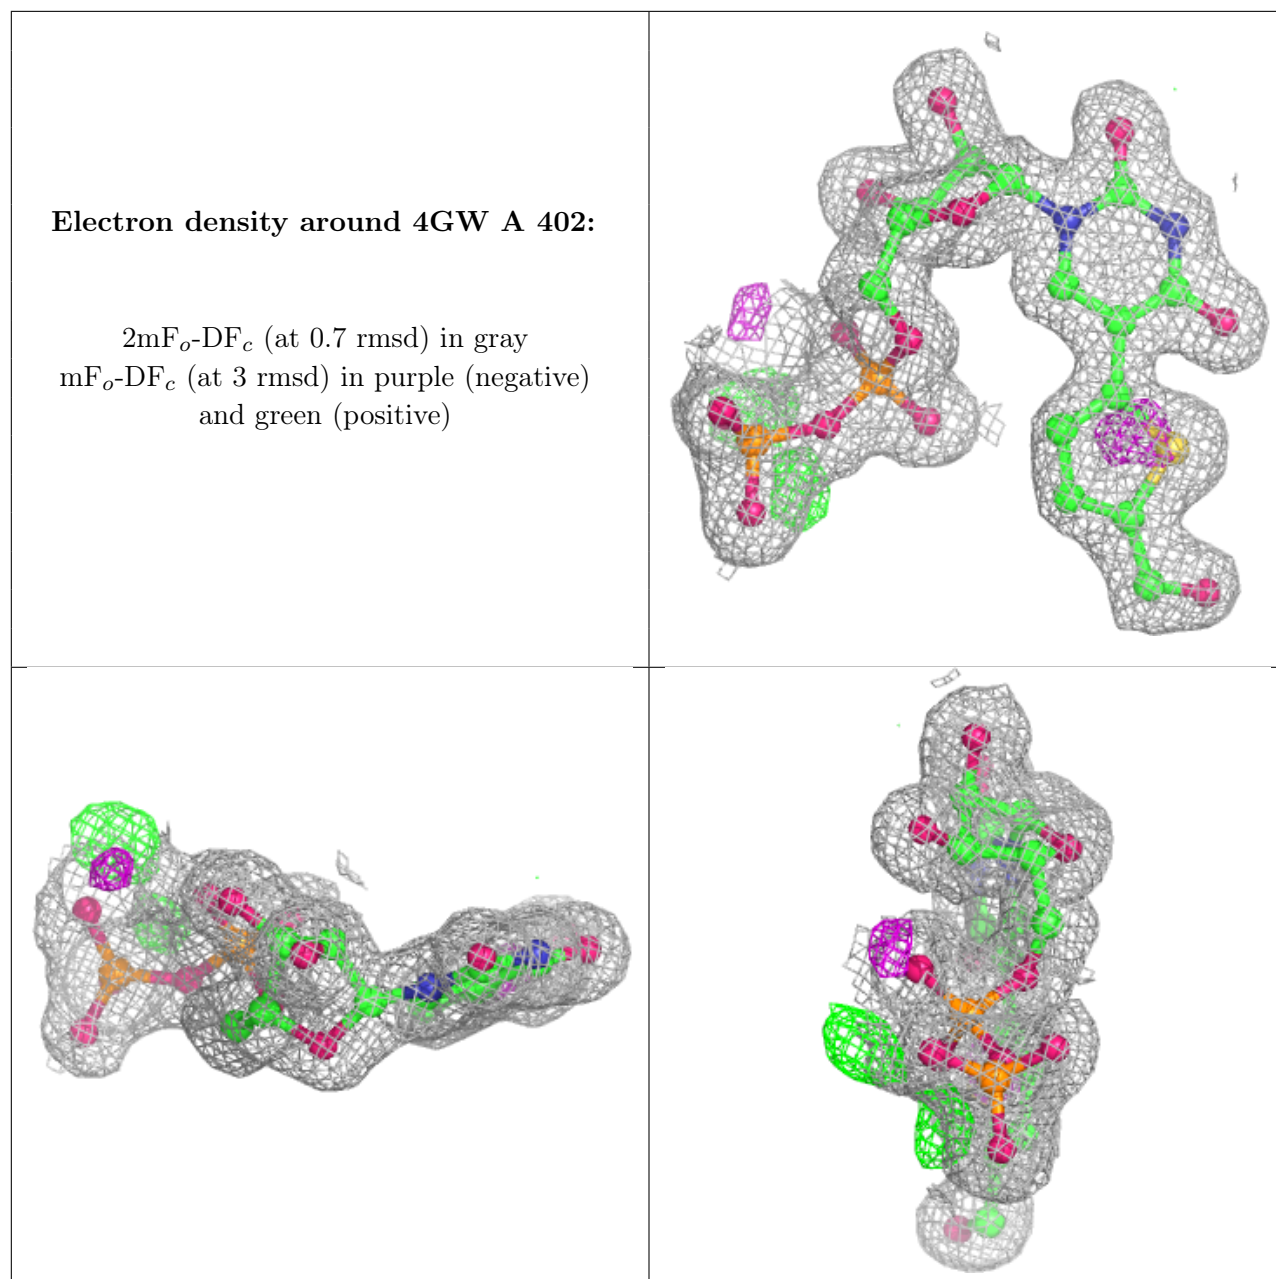 Electron density around 4GW A 402:
2mFo-DFc (at 0.7 rmsd) in gray
mFo-DFc (at 3 rmsd) in purple (negative)
and green (positive)